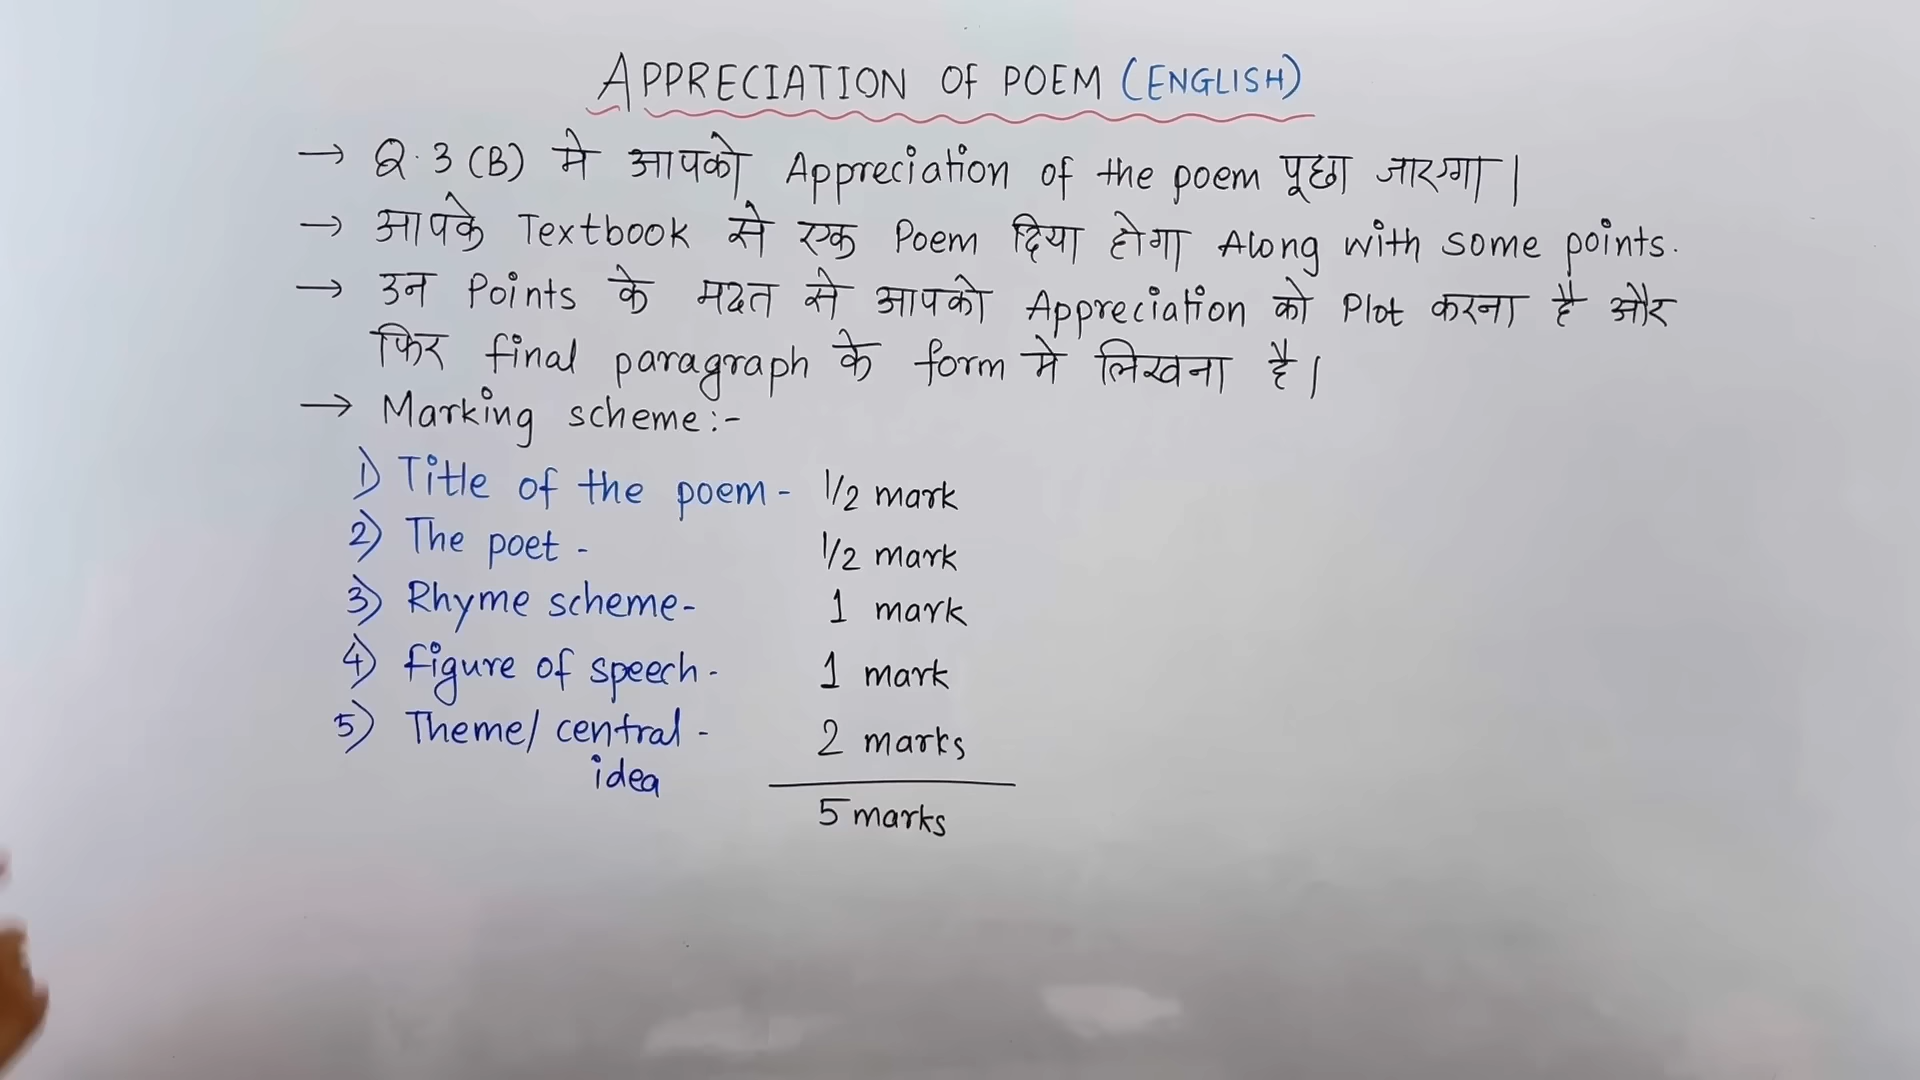 APPRECIATION OF POEM (ENGLISH)
→ Q.3 (B) मे आपको Appreciation of the poem पूछा जाएगा।
→ आपके Textbook से एक Poem दिया होगा Along with some points.
→ उन Points के मदत से आपको Appreciation को Plot करना है और
फिर final paragraph के form मे लिखना है।
→ Marking scheme:-
1) Title of the poem - 1/2 mark
2) The poet - 1/2 mark
3) Rhyme scheme- 1 mark
4) Figure of speech - 1 mark
5) Theme/ central - 2 marks
idea
5 marks